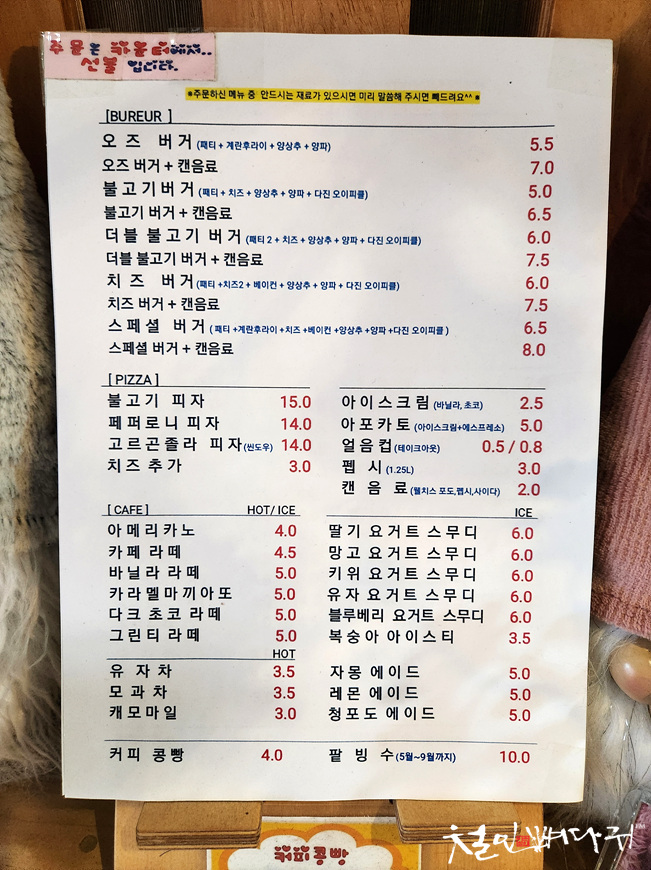 주문은 카운터에서..
선불 입니다.
※주문하신 메뉴 중 안드시는 재료가 있으시면 미리 말씀해 주시면 빼드려요^^ ※
[BUREUR ]
오즈 버거 (패티 + 계란후라이 + 양상추 + 양파) 5.5
오즈 버거 + 캔음료 7.0
불고기버거 (패티 + 치즈 + 양상추 + 양파 + 다진 오이피클) 5.0
불고기 버거 + 캔음료 6.5
더블 불고기 버거 (패티 2 + 치즈 + 양상추 + 양파 + 다진 오이피클) 6.0
더블 불고기 버거 + 캔음료 7.5
치즈 버거 (패티 +치즈2 + 베이컨 + 양상추 + 양파 + 다진 오이피클) 6.0
치즈 버거 + 캔음료 7.5
스페셜 버거 ( 패티 +계란후라이 +치즈 +베이컨 +양상추 +양파 +다진 오이피클 ) 6.5
스페셜 버거 + 캔음료 8.0
[ PIZZA ]
불고기 피자 15.0
페퍼로니 피자 14.0
고르곤졸라 피자 (씬도우) 14.0
치즈 추가 3.0
아이스크림 (바닐라, 초코) 2.5
아포카토 (아이스크림+에스프레소) 5.0
얼음컵 (테이크아웃) 0.5 / 0.8
펩시 (1.25L) 3.0
캔음료 (웰치스 포도,펩시,사이다) 2.0
[ CAFE ] HOT/ ICE
아메리카노 4.0
카페 라떼 4.5
바닐라 라떼 5.0
카라멜마끼아또 5.0
다크 초코 라떼 5.0
그린티 라떼 5.0
HOT
유자차 3.5
모과차 3.5
캐모마일 3.0
커피 콩빵 4.0
ICE
딸기 요거트 스무디 6.0
망고 요거트 스무디 6.0
키위 요거트 스무디 6.0
유자 요거트 스무디 6.0
블루베리 요거트 스무디 6.0
복숭아 아이스티 3.5
자몽 에이드 5.0
레몬 에이드 5.0
청포도 에이드 5.0
팥빙수 (5월~9월까지) 10.0
커피콩빵
철인뼈다귀